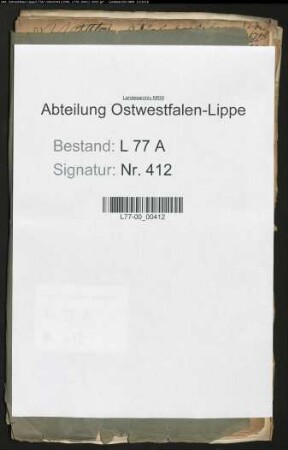 Landesarchiv NRW
Abteilung Ostwestfalen-Lippe
Bestand: L 77 A
Signatur: Nr. 412
L77-00_00412